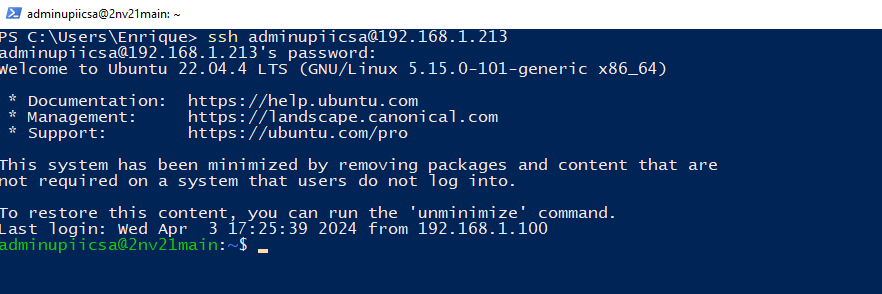 adminupiicsa@2nv21main: ~
PS C:\Users\Enrique> ssh adminupiicsa@192.168.1.213
adminupiicsa@192.168.1.213's password:
Welcome to Ubuntu 22.04.4 LTS (GNU/Linux 5.15.0-101-generic x86_64)

 * Documentation:  https://help.ubuntu.com
 * Management:     https://landscape.canonical.com
 * Support:        https://ubuntu.com/pro

This system has been minimized by removing packages and content that are
not required on a system that users do not log into.

To restore this content, you can run the 'unminimize' command.
Last login: Wed Apr  3 17:25:39 2024 from 192.168.1.100
adminupiicsa@2nv21main:~$